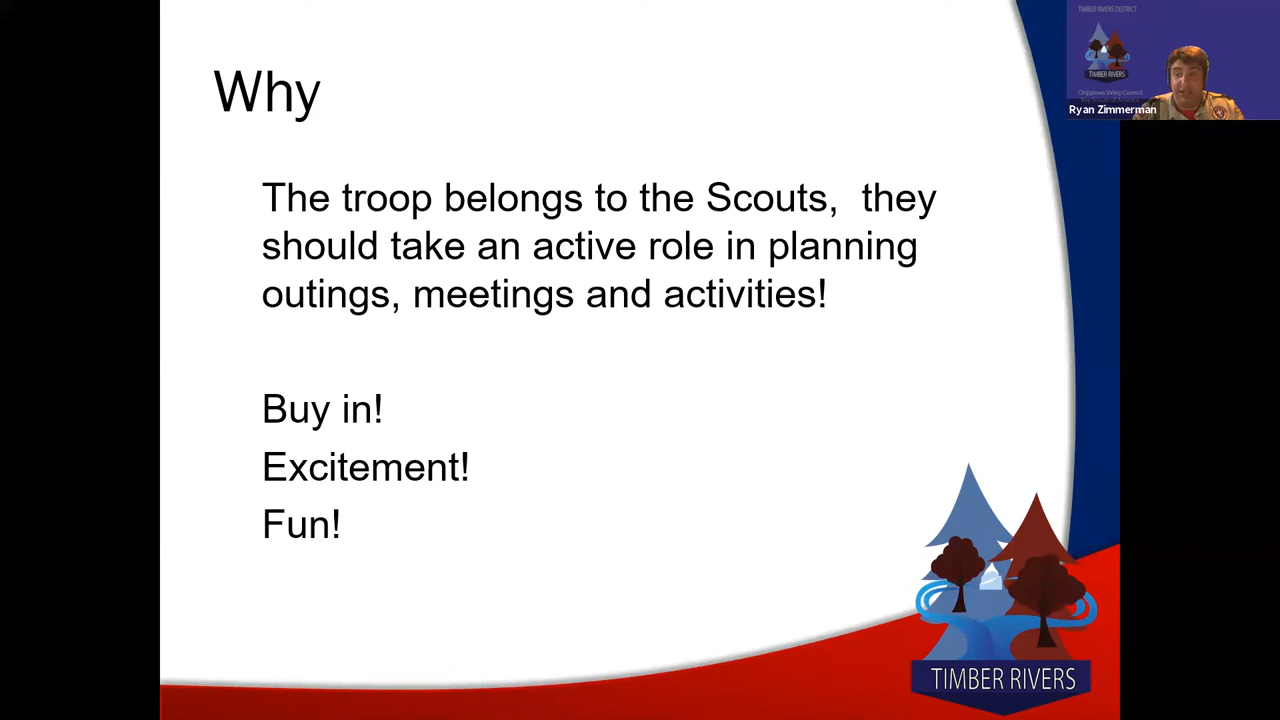 Why
The troop belongs to the Scouts, they
should take an active role in planning
outings, meetings and activities!
Buy in!
Excitement!
Fun!
TIMBER RIVERS
TIMBER RIVERS DISTRICT
TIMBER RIVERS
Chippewa Valley Council
Ryan Zimmerman